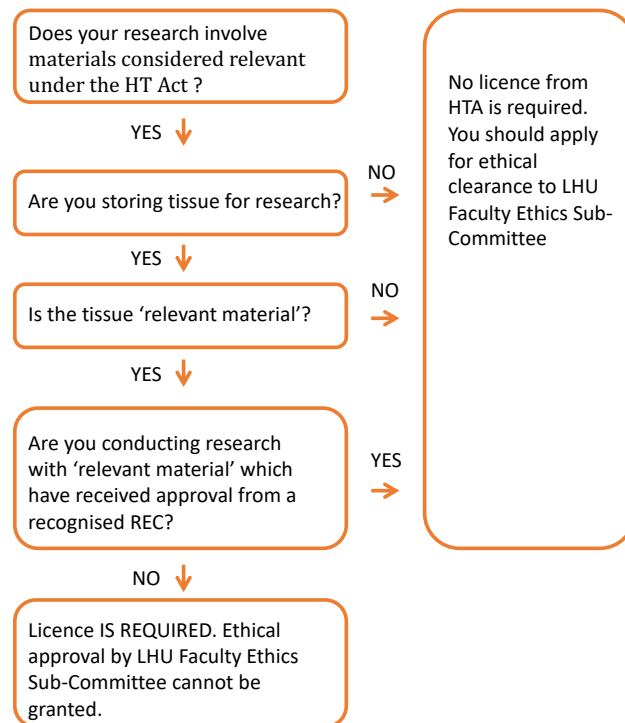 Does your research involve
materials considered relevant
under the HT Act ?
YES
Are you storing tissue for research?
NO
YES
Is the tissue ‘relevant material’?
NO
YES
Are you conducting research
with ‘relevant material’ which
have received approval from a
recognised REC?
YES
NO
Licence IS REQUIRED. Ethical
approval by LHU Faculty Ethics
Sub-Committee cannot be
granted.
No licence from
HTA is required.
You should apply
for ethical
clearance to LHU
Faculty Ethics Sub-
Committee